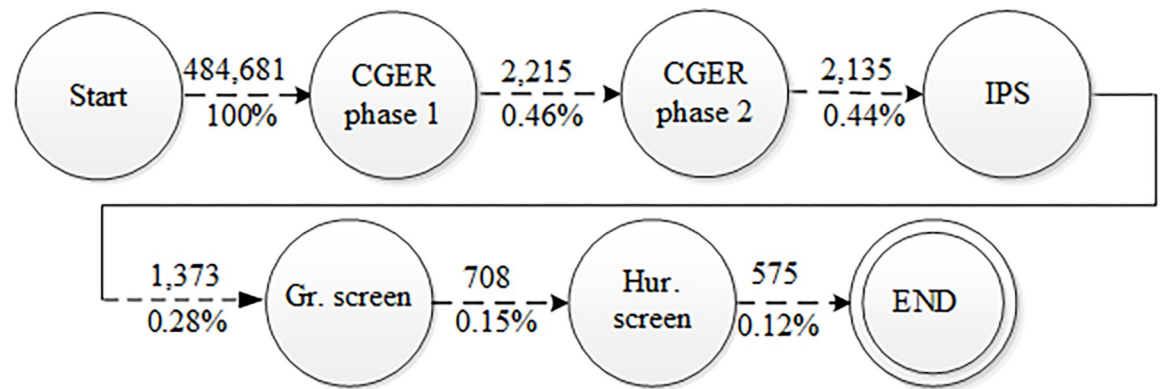 Start
484,681
100%
CGER
phase 1
2,215
0.46%
CGER
phase 2
2,135
0.44%
IPS
1,373
0.28%
Gr. screen
708
0.15%
Hur.
screen
575
0.12%
END